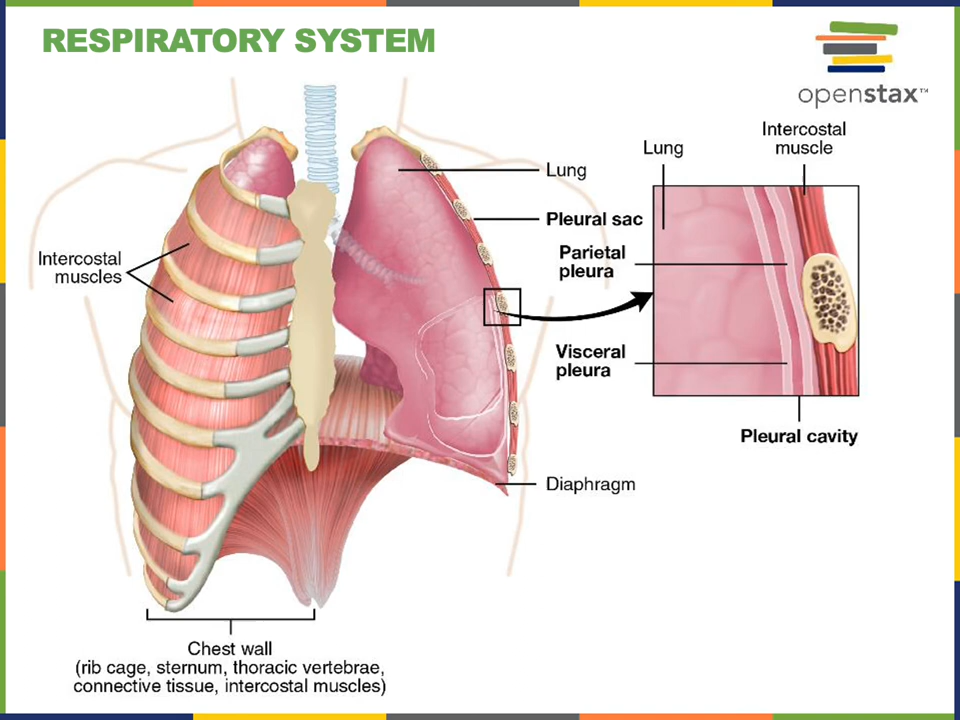 RESPIRATORY SYSTEM
openstax™
Lung
Pleural sac
Intercostal
muscles
Diaphragm
Chest wall
(rib cage, sternum, thoracic vertebrae,
connective tissue, intercostal muscles)
Lung
Intercostal
muscle
Parietal
pleura
Visceral
pleura
Pleural cavity